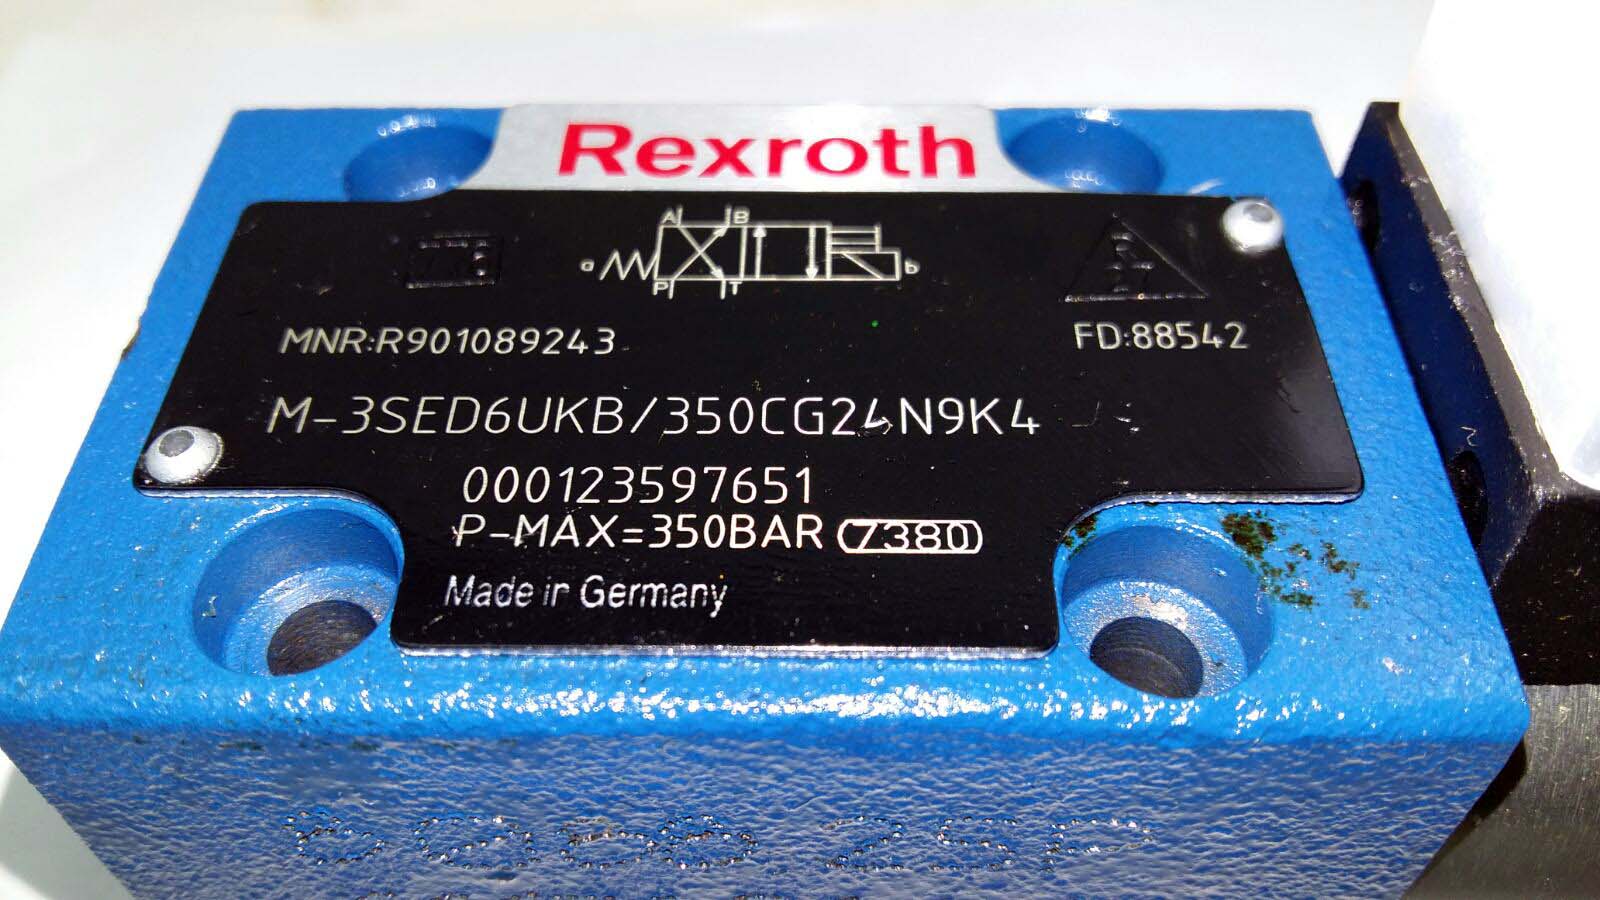 Rexroth
A B
a b
P T
MNR:R901089243
FD:88542
M-3SED6UKB/350CG24N9K4
000123597651
P-MAX=350BAR 7380
Made in Germany